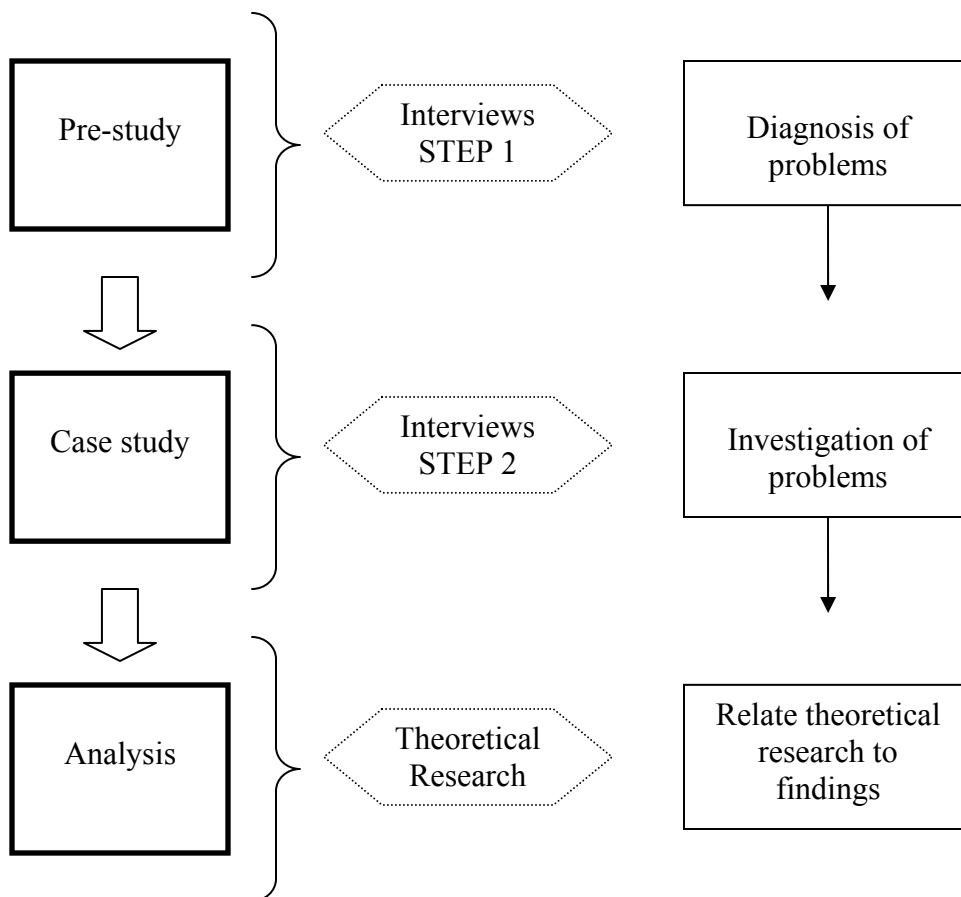 Pre-study
Interviews
STEP 1
Diagnosis of
problems
Case study
Interviews
STEP 2
Investigation of
problems
Analysis
Theoretical
Research
Relate theoretical
research to
findings